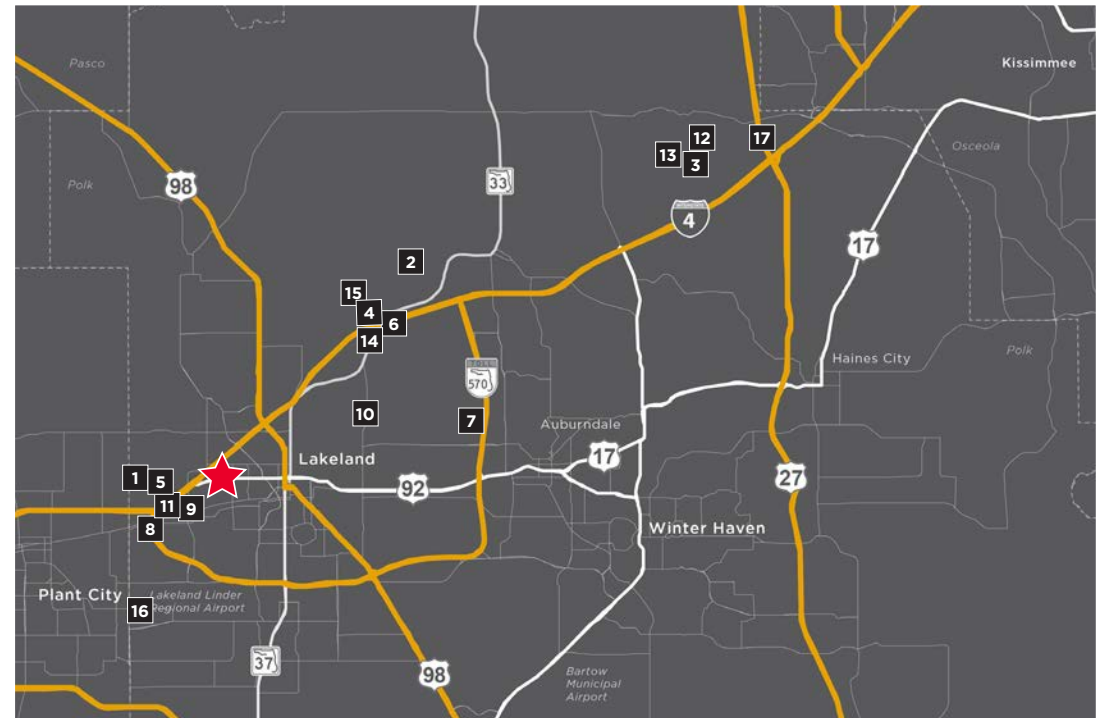 Pasco
Kissimmee
12
17
13
3
Osceola
33
98
Polk
4
17
2
15
4
6
14
Polk
Haines City
570
10
7
Auburndale
Lakeland
17
1
5
92
27
11
9
8
Winter Haven
Plant City
Lakeland Linder
Regional Airport
16
37
98
Bartow
Municipal
Airport